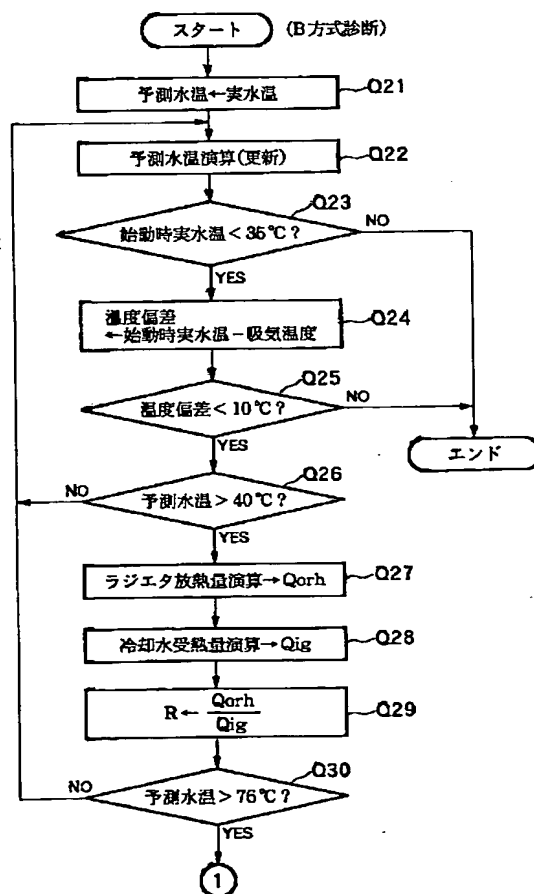 スタート (B方式診断)
予測水温←実水温 Q21
予測水温演算(更新) Q22
Q23
始動時実水温<35℃? NO
YES
温度偏差
←始動時実水温-吸気温度 Q24
Q25
温度偏差<10℃? NO
YES
エンド
Q26
NO 予測水温>40℃?
YES
ラジエタ放熱量演算→Qorh Q27
冷却水受熱量演算→Qig Q28
R← Qorh Q29
Qig
Q30
NO 予測水温>75℃?
YES
1